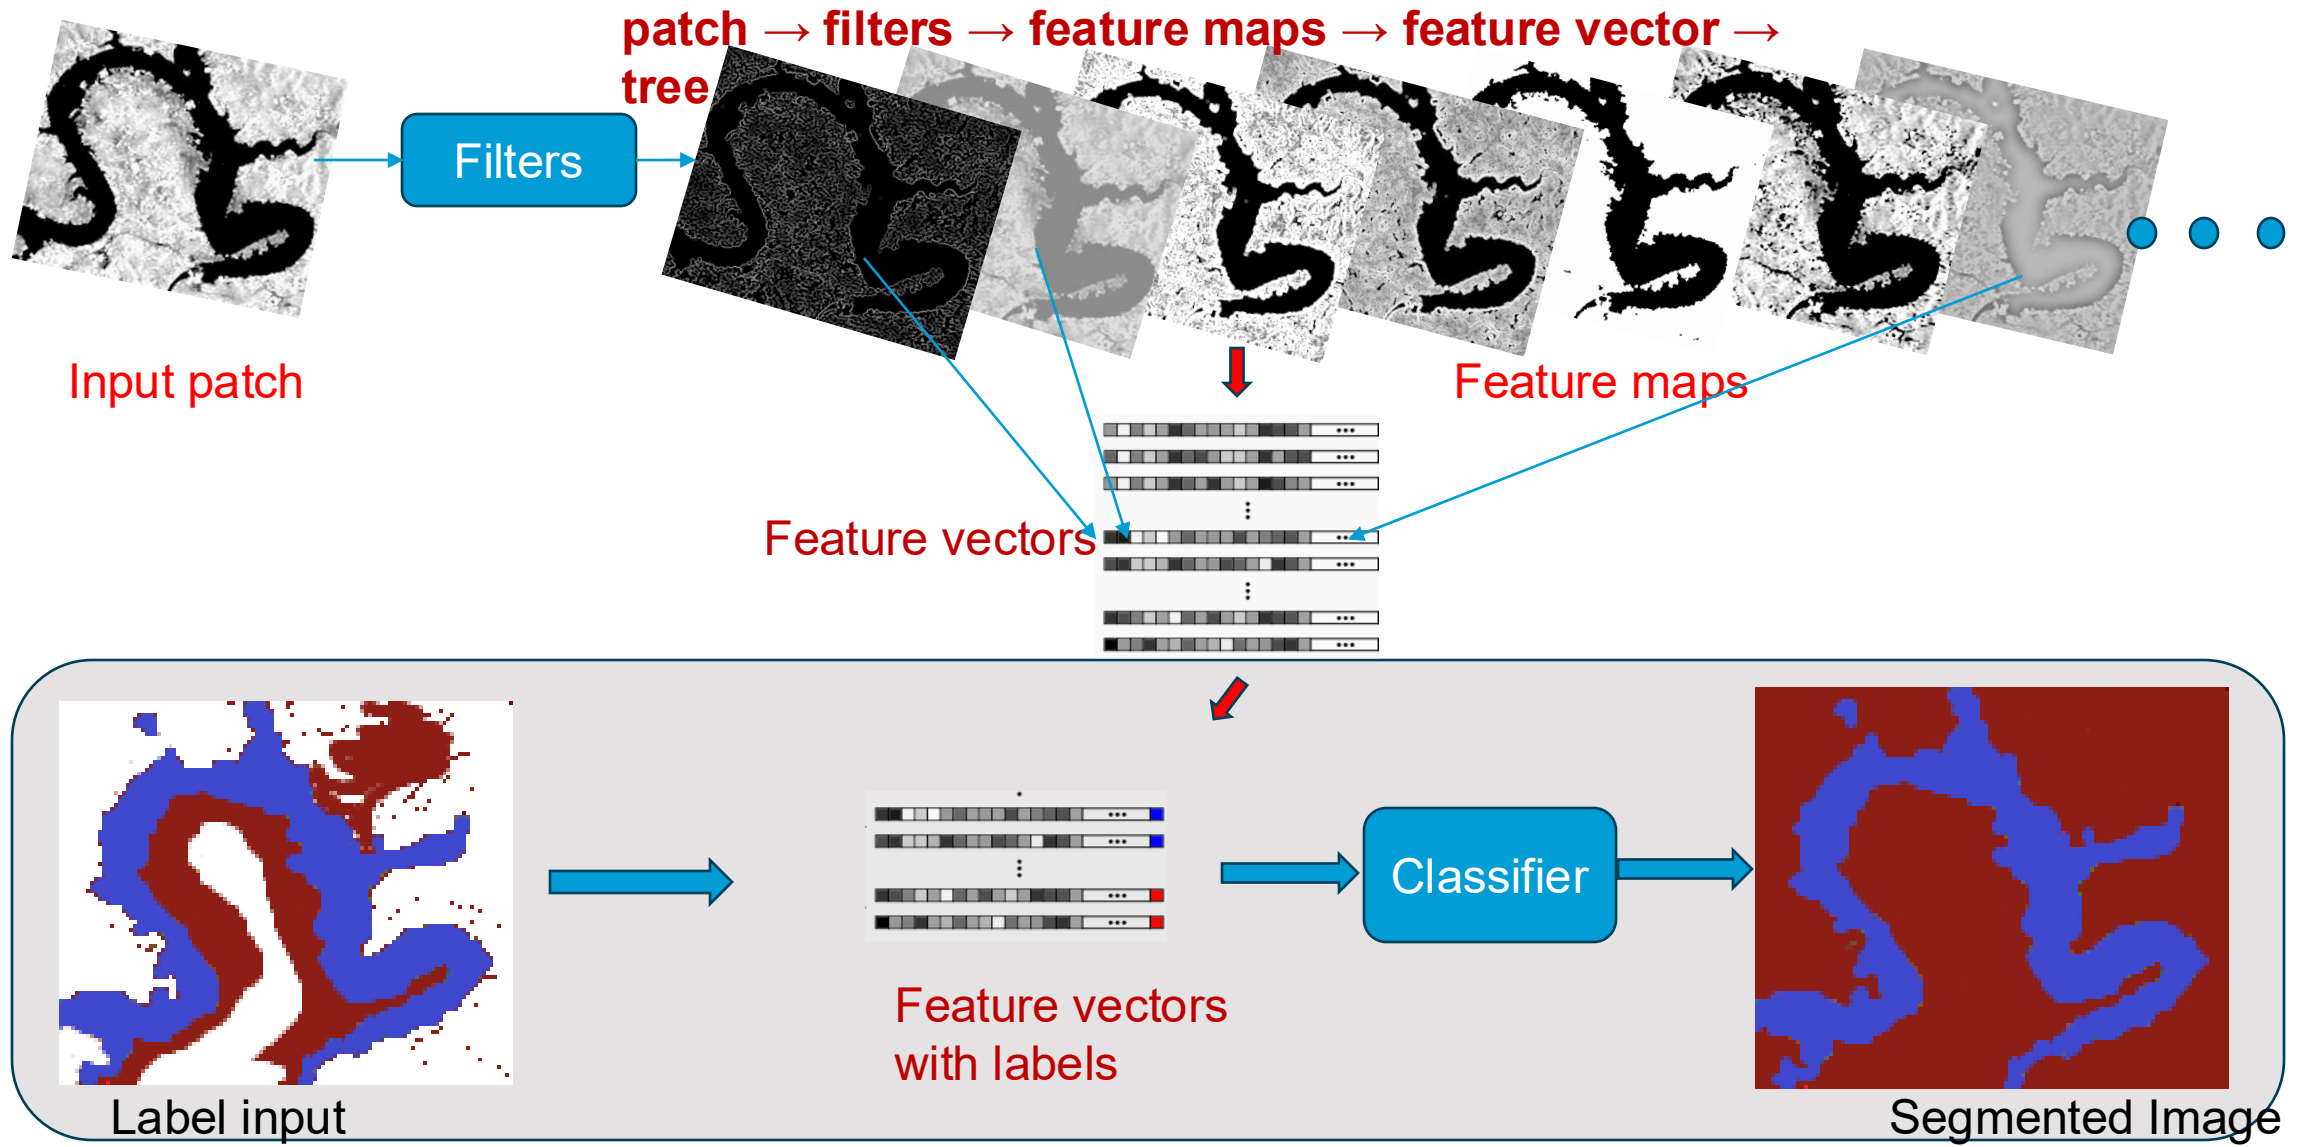 patch → filters → feature maps → feature vector →
tree
Filters
Input patch
Feature maps
Feature vectors
Classifier
Feature vectors
with labels
Label input
Segmented Image